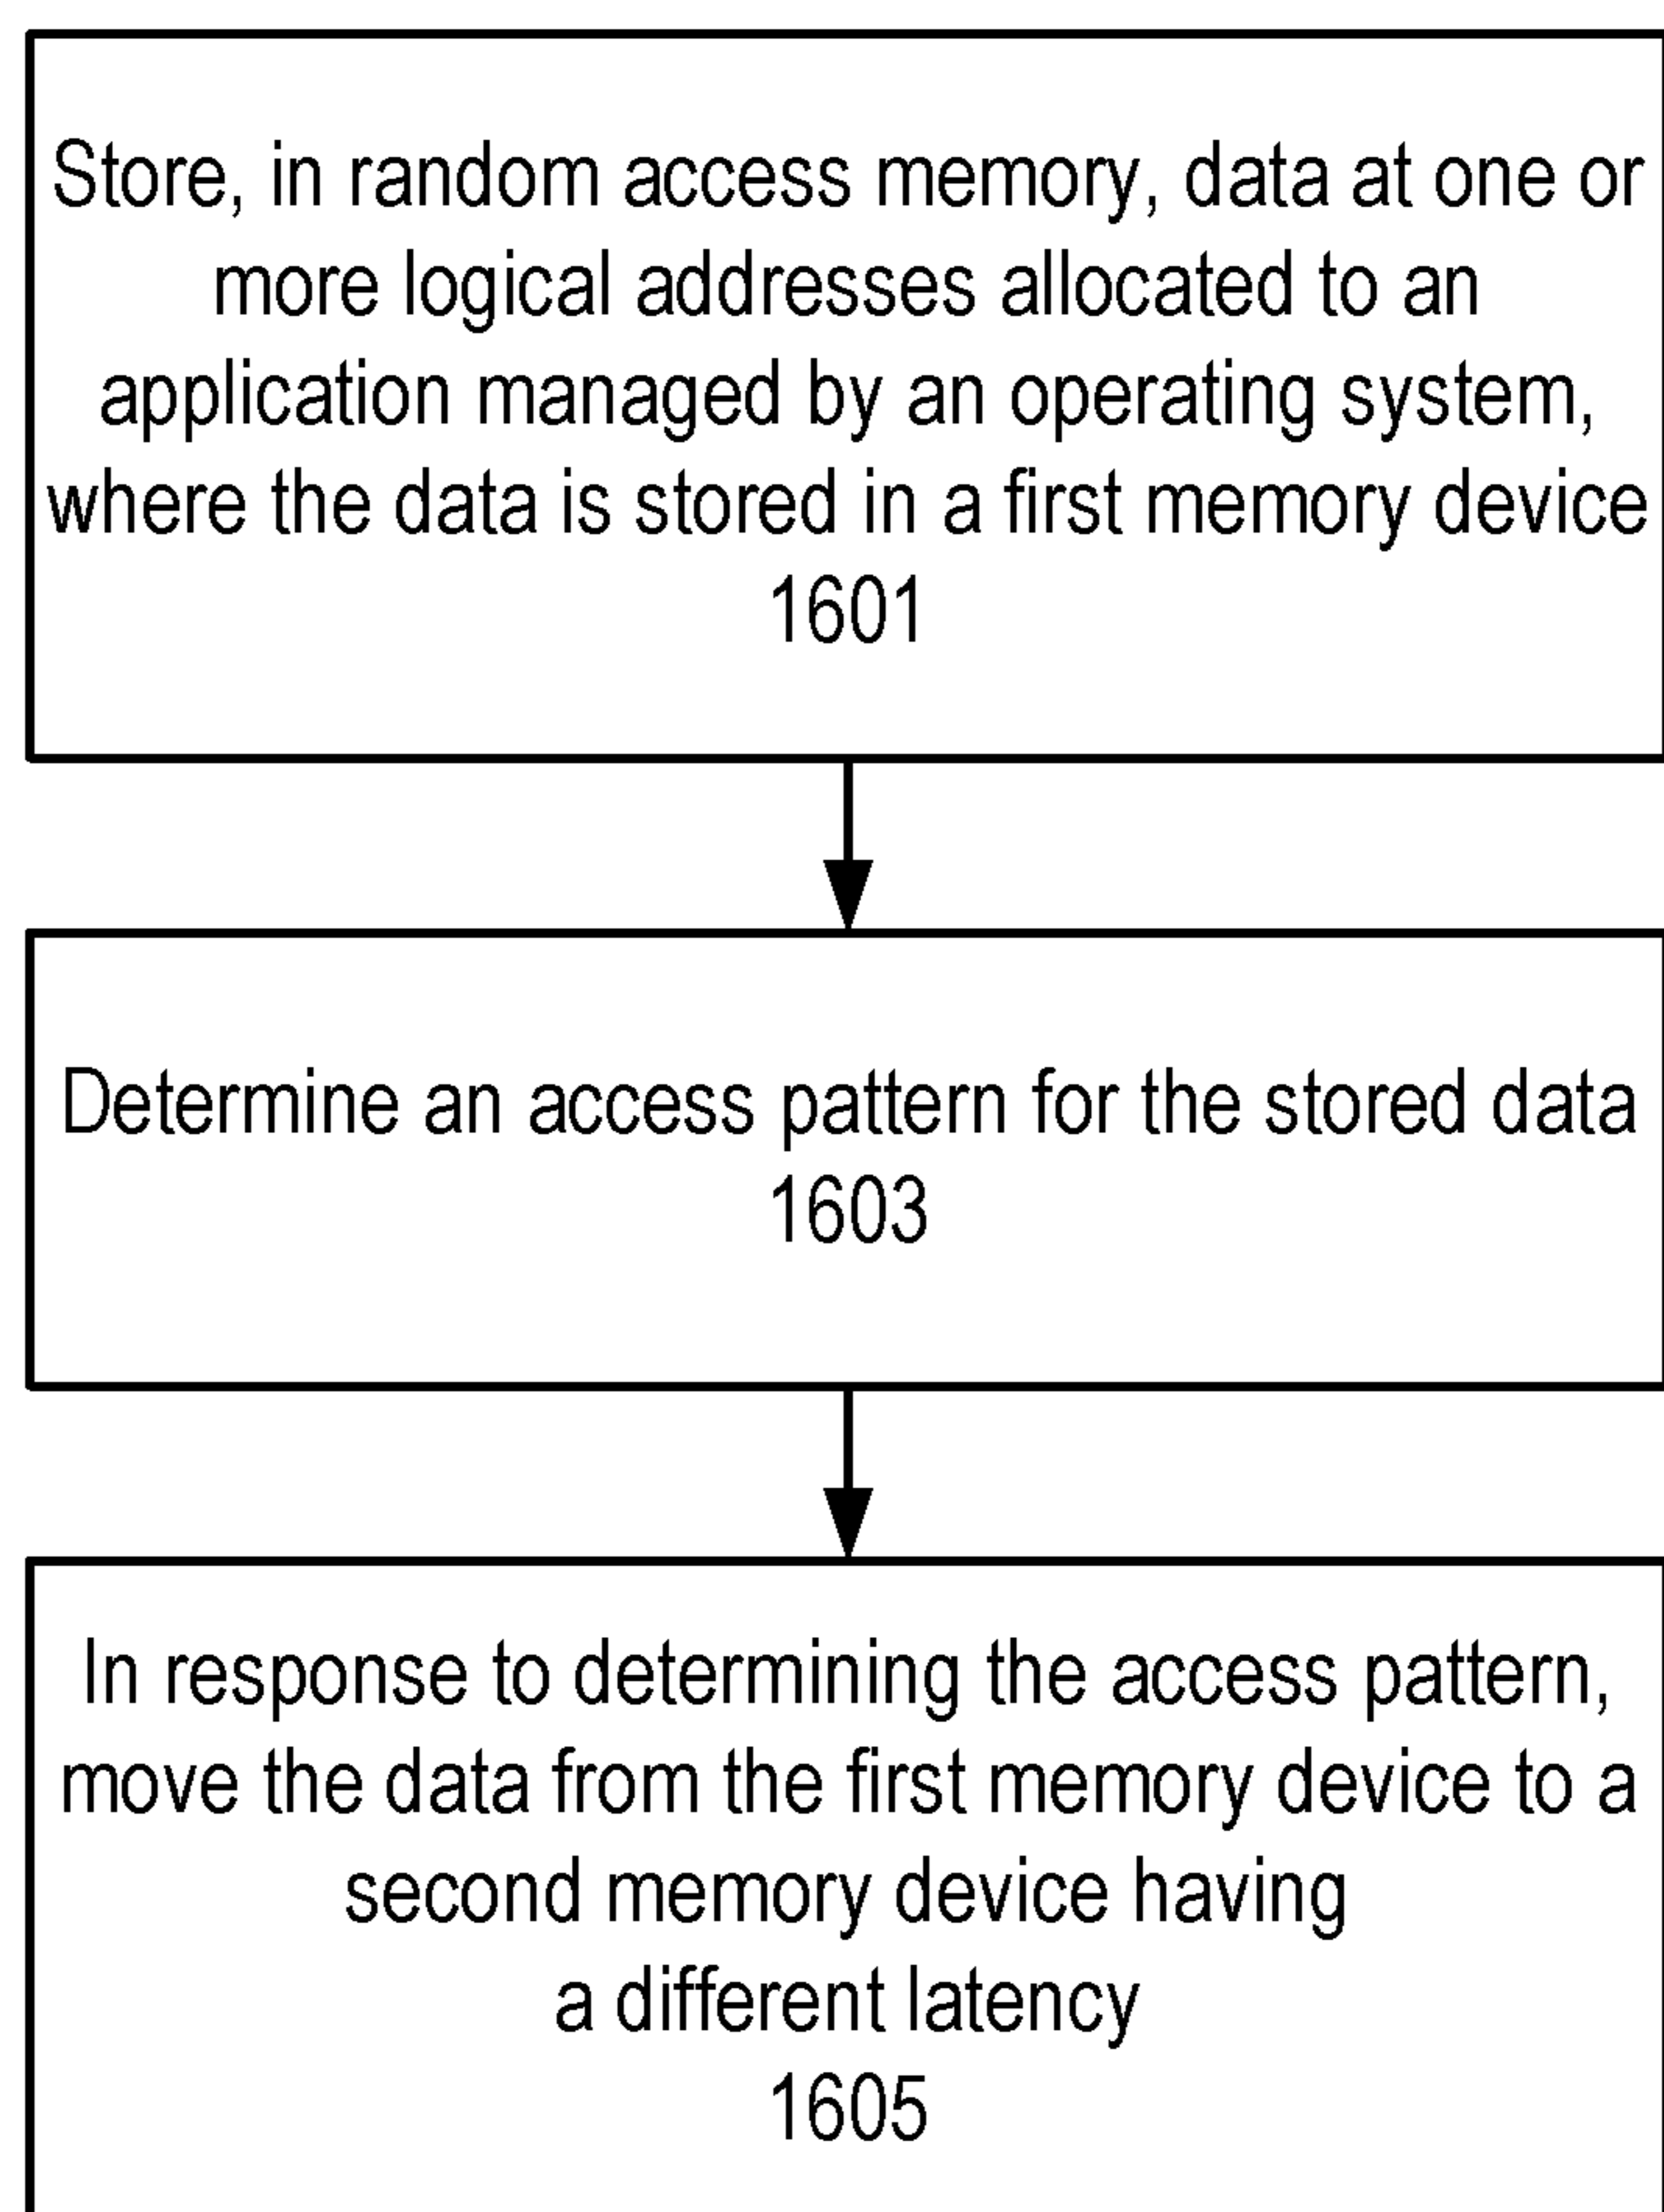 Store, in random access memory, data at one or
more logical addresses allocated to an
application managed by an operating system,
where the data is stored in a first memory device
1601
Determine an access pattern for the stored data
1603
In response to determining the access pattern,
move the data from the first memory device to a
second memory device having
a different latency
1605